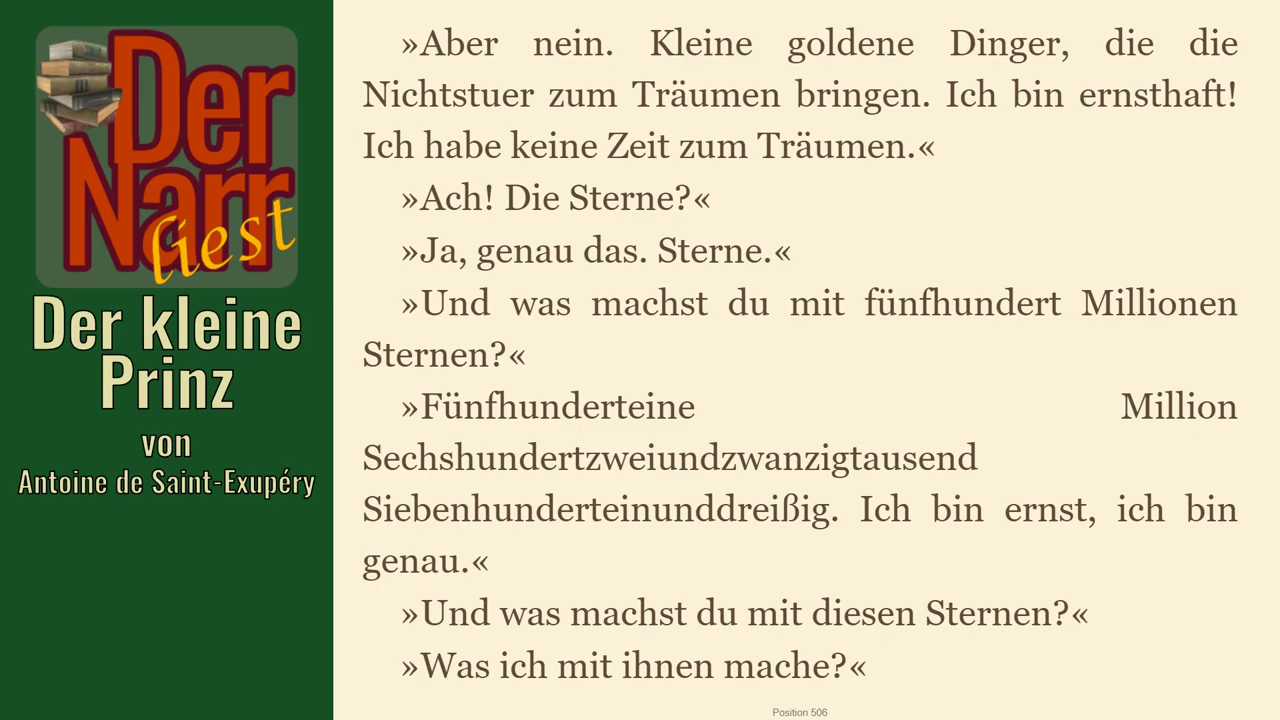 Der
Narr
liest
Der kleine
Prinz
von
Antoine de Saint-Exupéry
»Aber nein. Kleine goldene Dinger, die die
Nichtstuer zum Träumen bringen. Ich bin ernsthaft!
Ich habe keine Zeit zum Träumen.«
»Ach! Die Sterne?«
»Ja, genau das. Sterne.«
»Und was machst du mit fünfhundert Millionen
Sternen?«
»Fünfhunderteine Million
Sechshundertzweiundzwanzigtausend
Siebenhunderteinunddreißig. Ich bin ernst, ich bin
genau.«
»Und was machst du mit diesen Sternen?«
»Was ich mit ihnen mache?«
Position 506